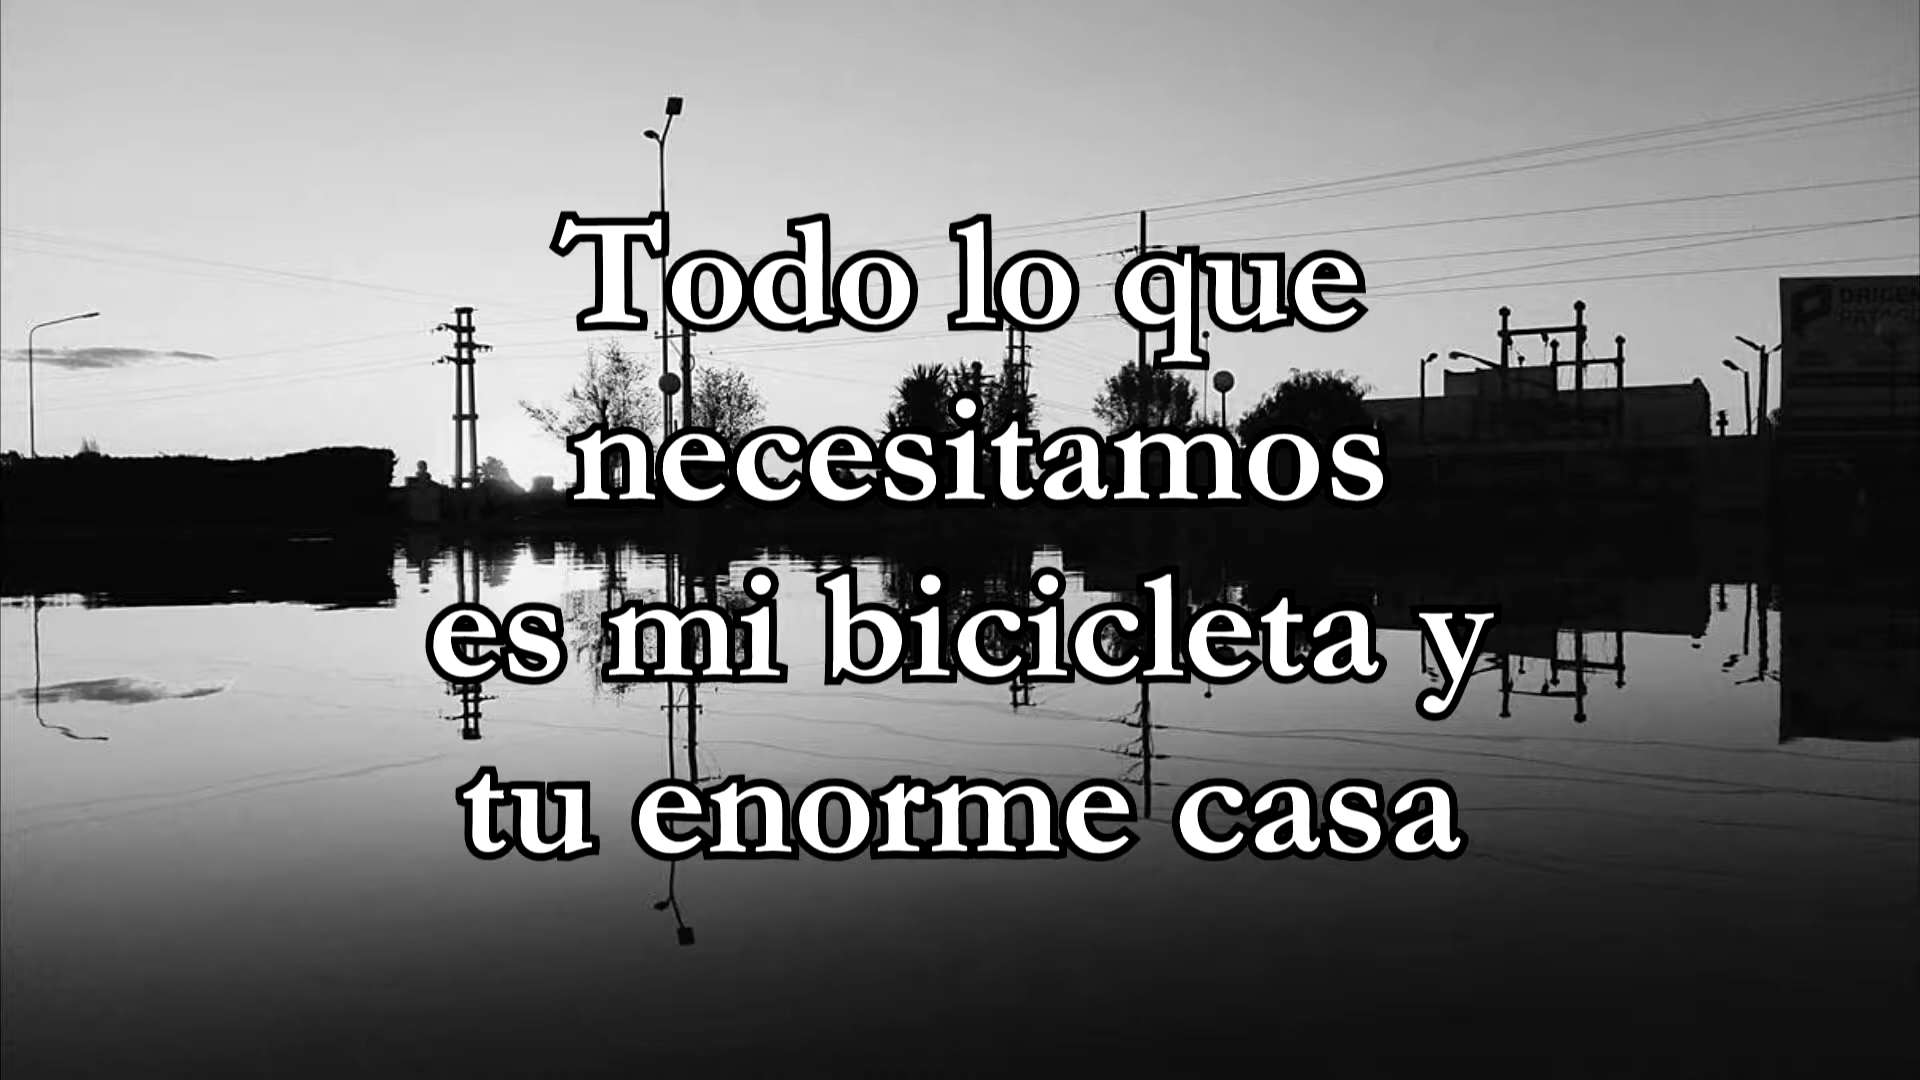 Todo lo que
necesitamos
es mi bicicleta y
tu enorme casa